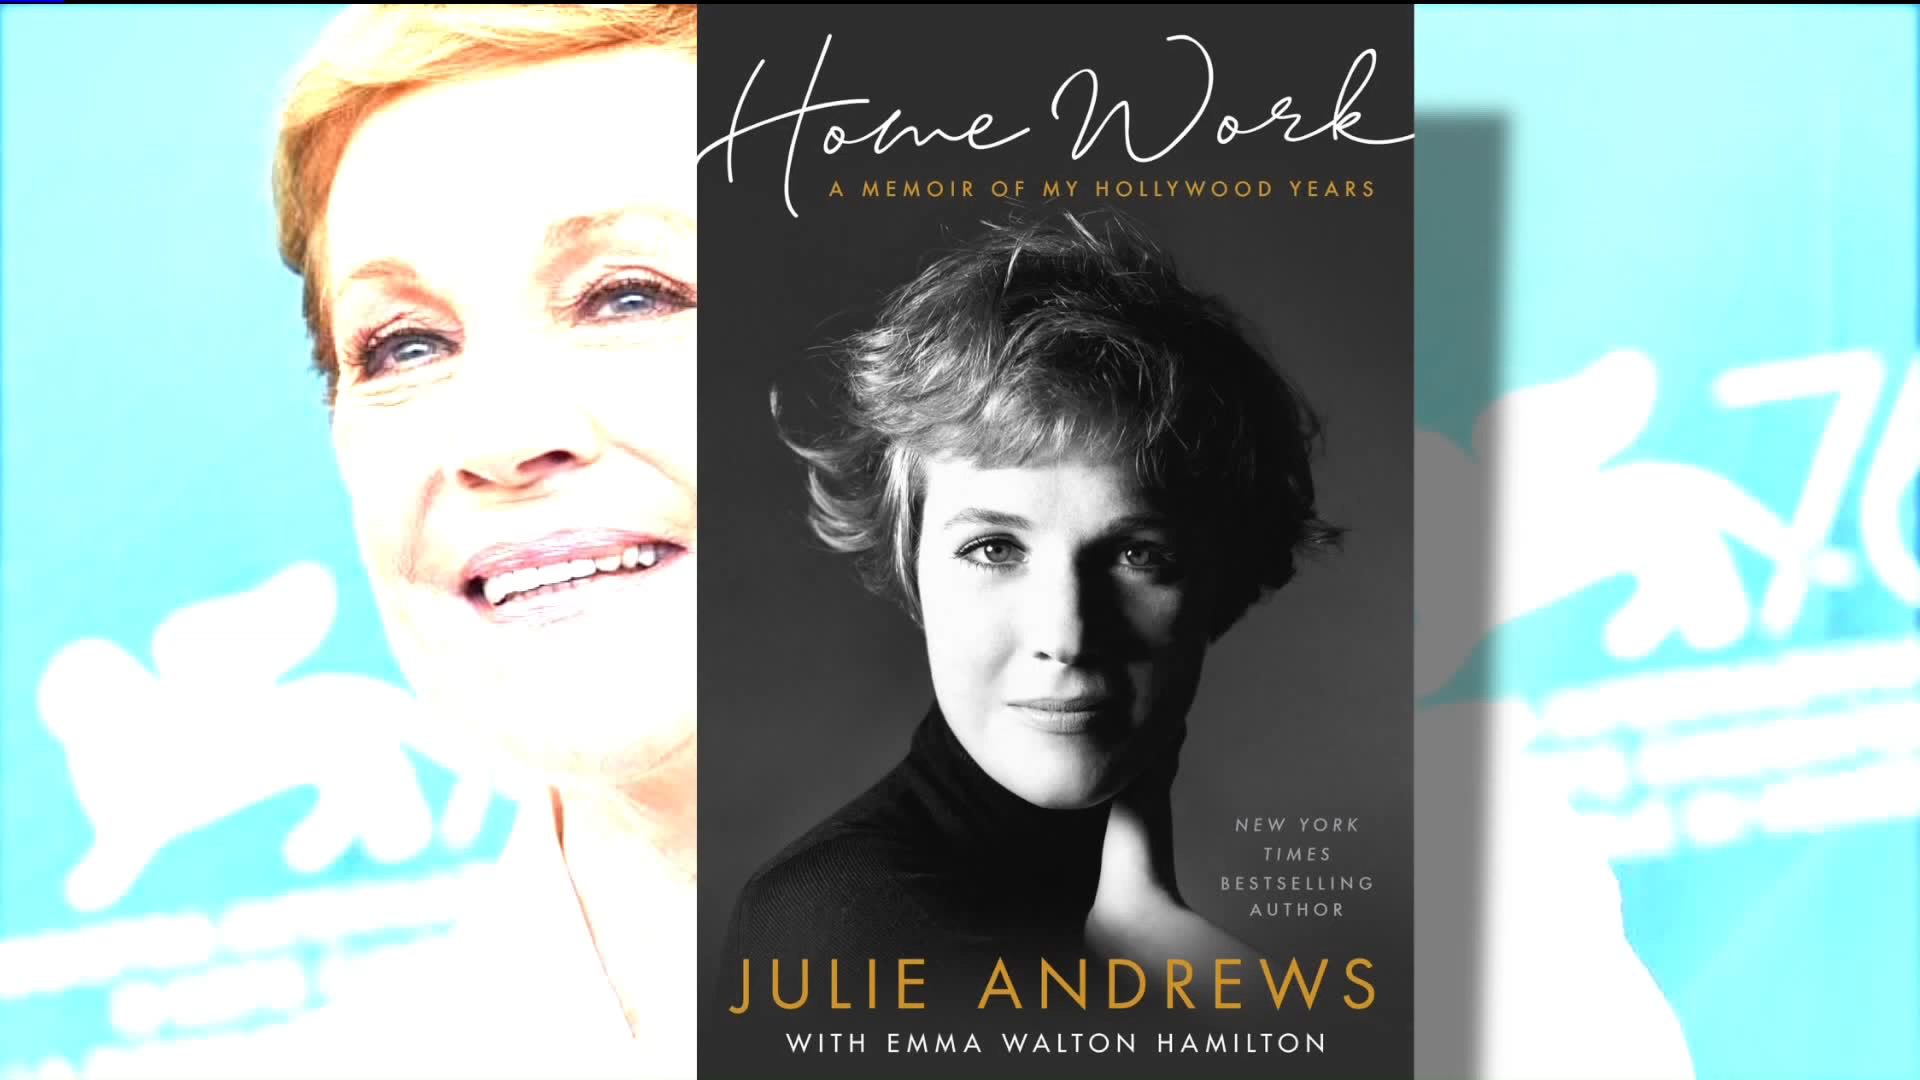 Home Work
A MEMOIR OF MY HOLLYWOOD YEARS
NEW YORK
TIMES
BESTSELLING
AUTHOR
JULIE ANDREWS
WITH EMMA WALTON HAMILTON